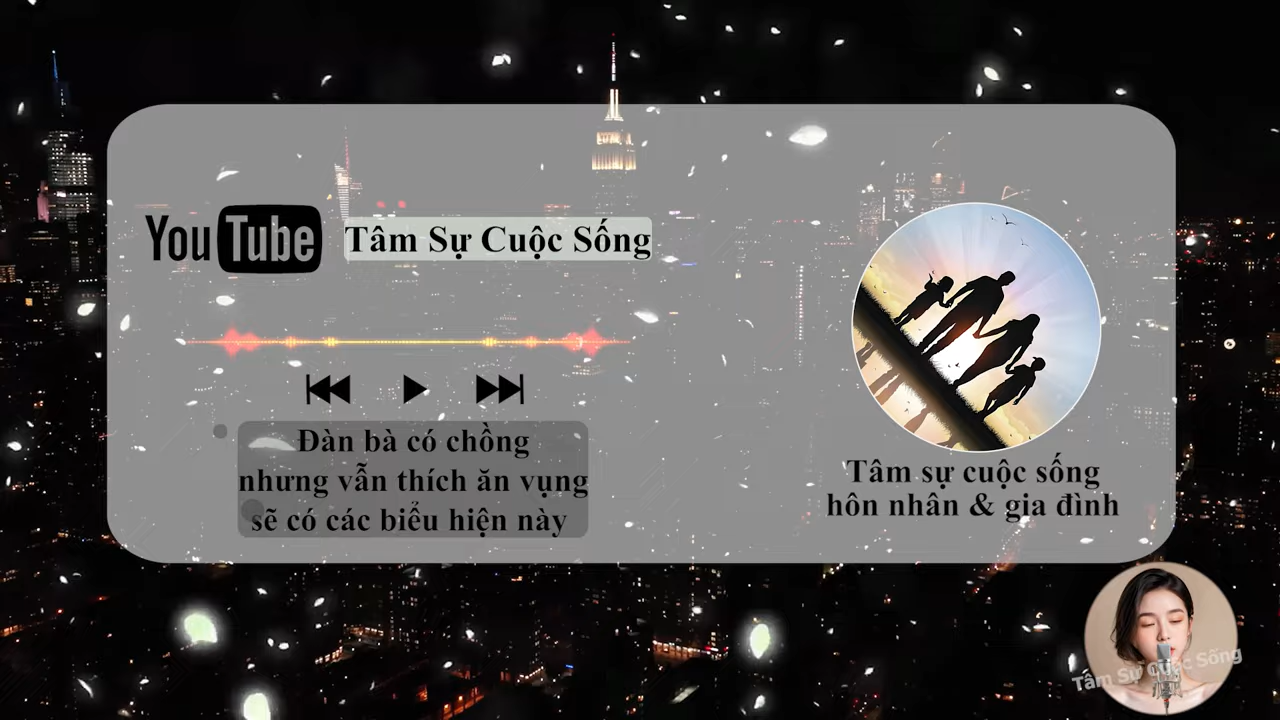 YouTube
Tâm Sự Cuộc Sống
Đàn bà có chồng
nhưng vẫn thích ăn vụng
sẽ có các biểu hiện này
Tâm sự cuộc sống
hôn nhân & gia đình
Tâm Sự Cuộc Sống